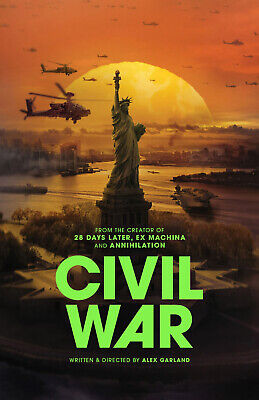 FROM THE CREATOR OF
28 DAYS LATER, EX MACHINA
AND ANNIHILATION
CIVIL
WAR
WRITTEN & DIRECTED BY ALEX GARLAND